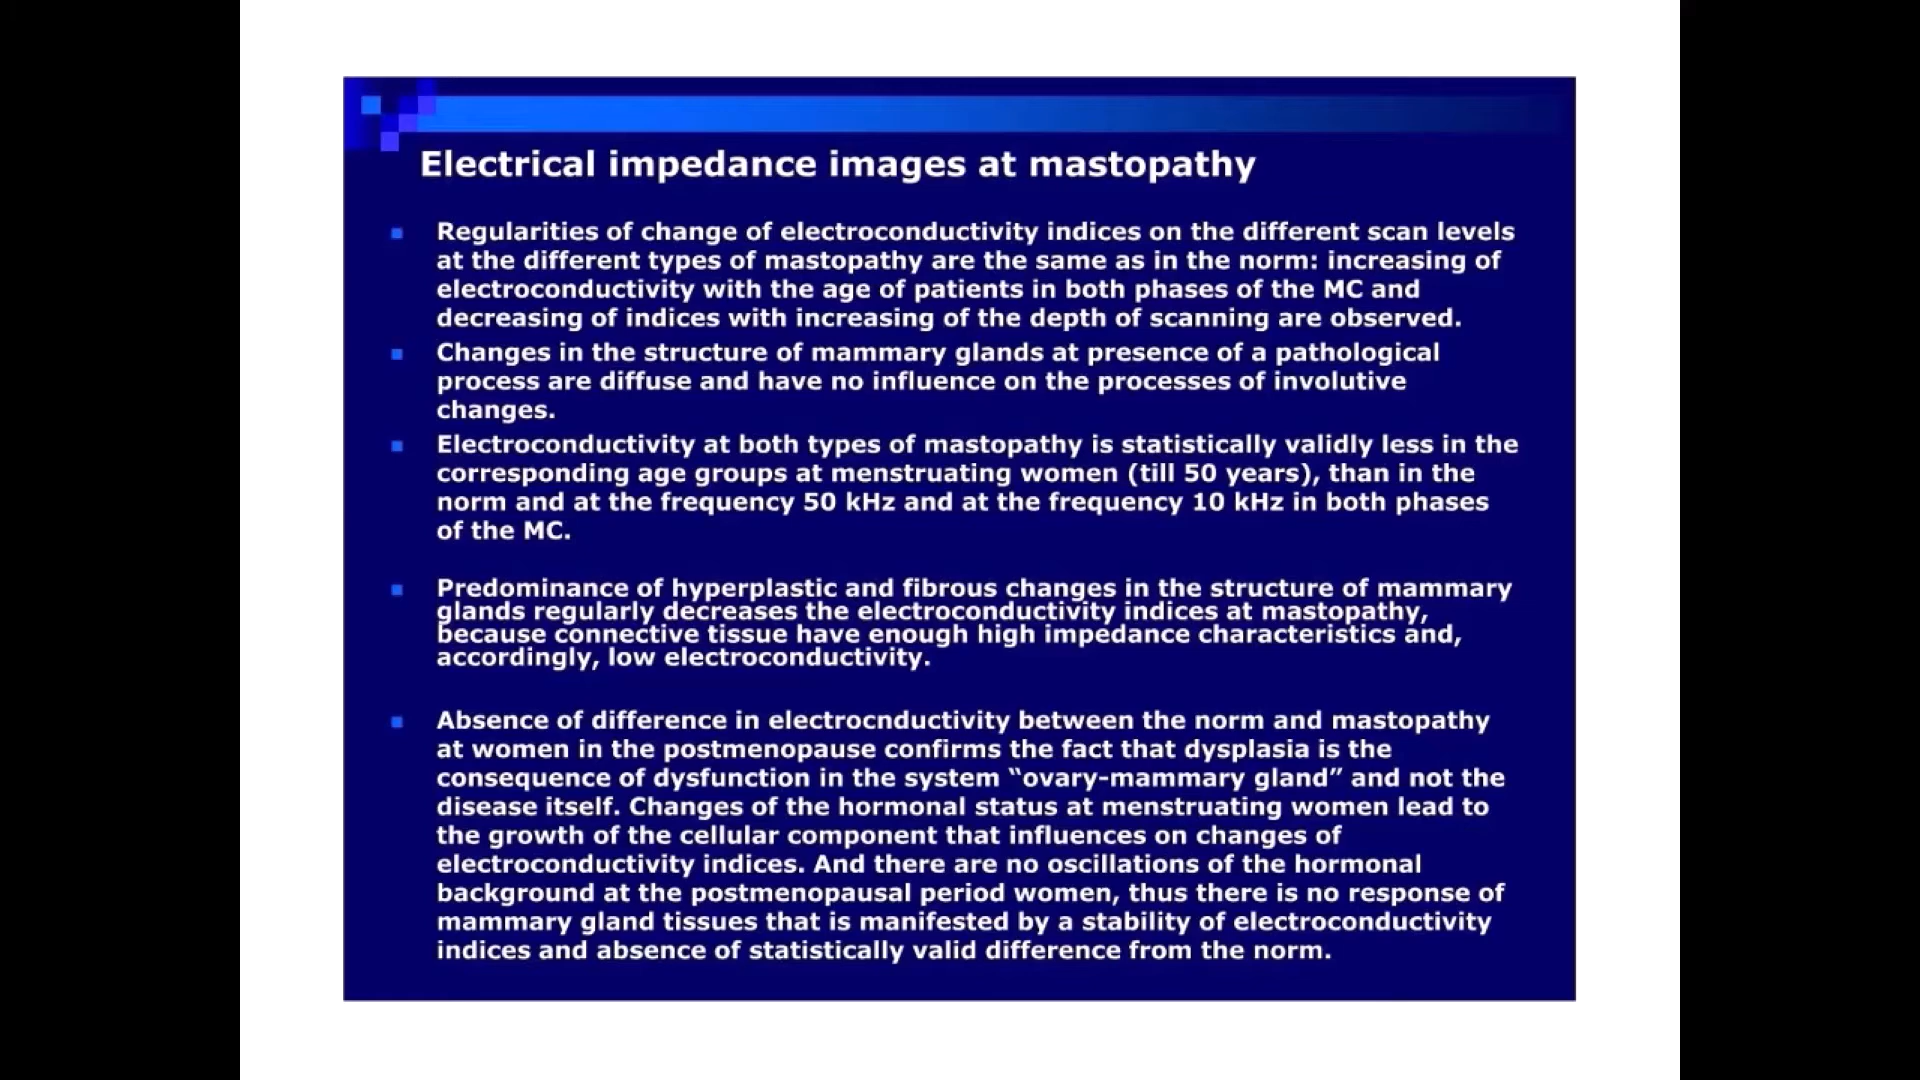 Electrical impedance images at mastopathy
Regularities of change of electroconductivity indices on the different scan levels
at the different types of mastopathy are the same as in the norm: increasing of
electroconductivity with the age of patients in both phases of the MC and
decreasing of indices with increasing of the depth of scanning are observed.
Changes in the structure of mammary glands at presence of a pathological
process are diffuse and have no influence on the processes of involutive
changes.
Electroconductivity at both types of mastopathy is statistically validly less in the
corresponding age groups at menstruating women (till 50 years), than in the
norm and at the frequency 50 kHz and at the frequency 10 kHz in both phases
of the MC.
Predominance of hyperplastic and fibrous changes in the structure of mammary
glands regularly decreases the electroconductivity indices at mastopathy,
because connective tissue have enough high impedance characteristics and,
accordingly, low electroconductivity.
Absence of difference in electrocnductivity between the norm and mastopathy
at women in the postmenopause confirms the fact that dysplasia is the
consequence of dysfunction in the system “ovary-mammary gland” and not the
disease itself. Changes of the hormonal status at menstruating women lead to
the growth of the cellular component that influences on changes of
electroconductivity indices. And there are no oscillations of the hormonal
background at the postmenopausal period women, thus there is no response of
mammary gland tissues that is manifested by a stability of electroconductivity
indices and absence of statistically valid difference from the norm.